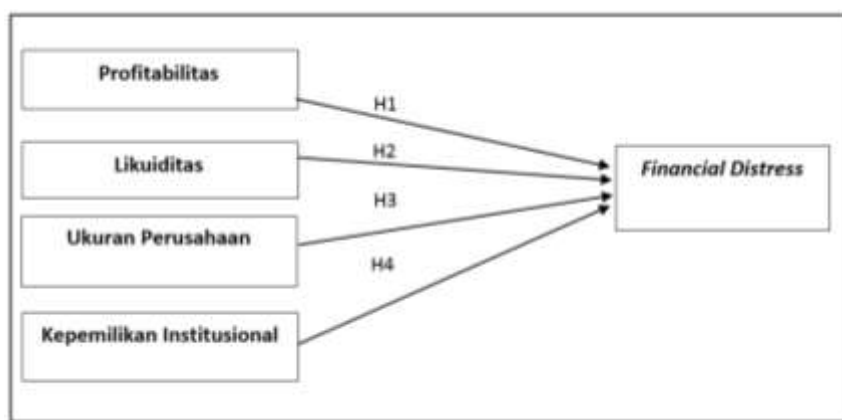 Profitabilitas
H1
Likuiditas
H2
Financial Distress
H3
Ukuran Perusahaan
H4
Kepemilikan Institusional